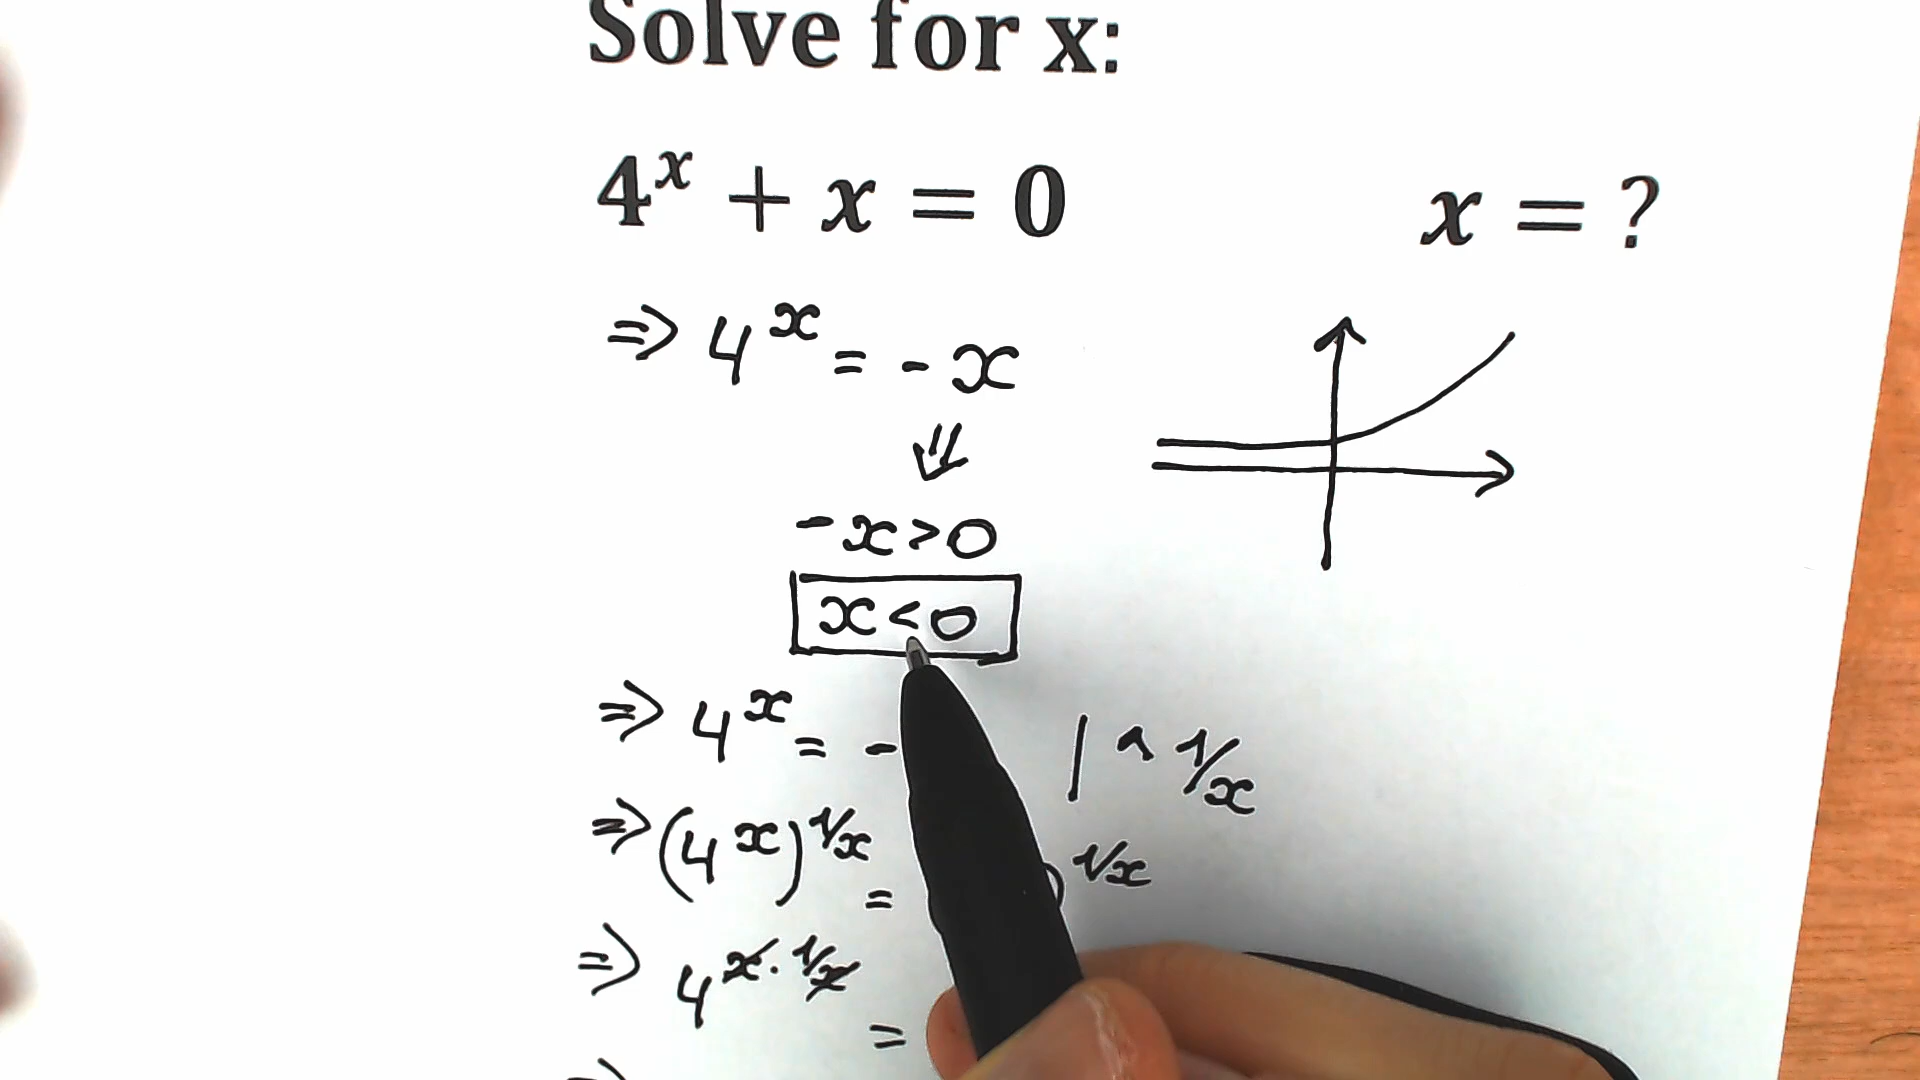 Solve for x:
4^x + x = 0
x = ?
=> 4^x = - x
⇓
- x > 0
x < 0
=> 4^x = -
| ^ 1/x
=> (4^x)^1/x = )^1/x
=> 4^x · 1/x =